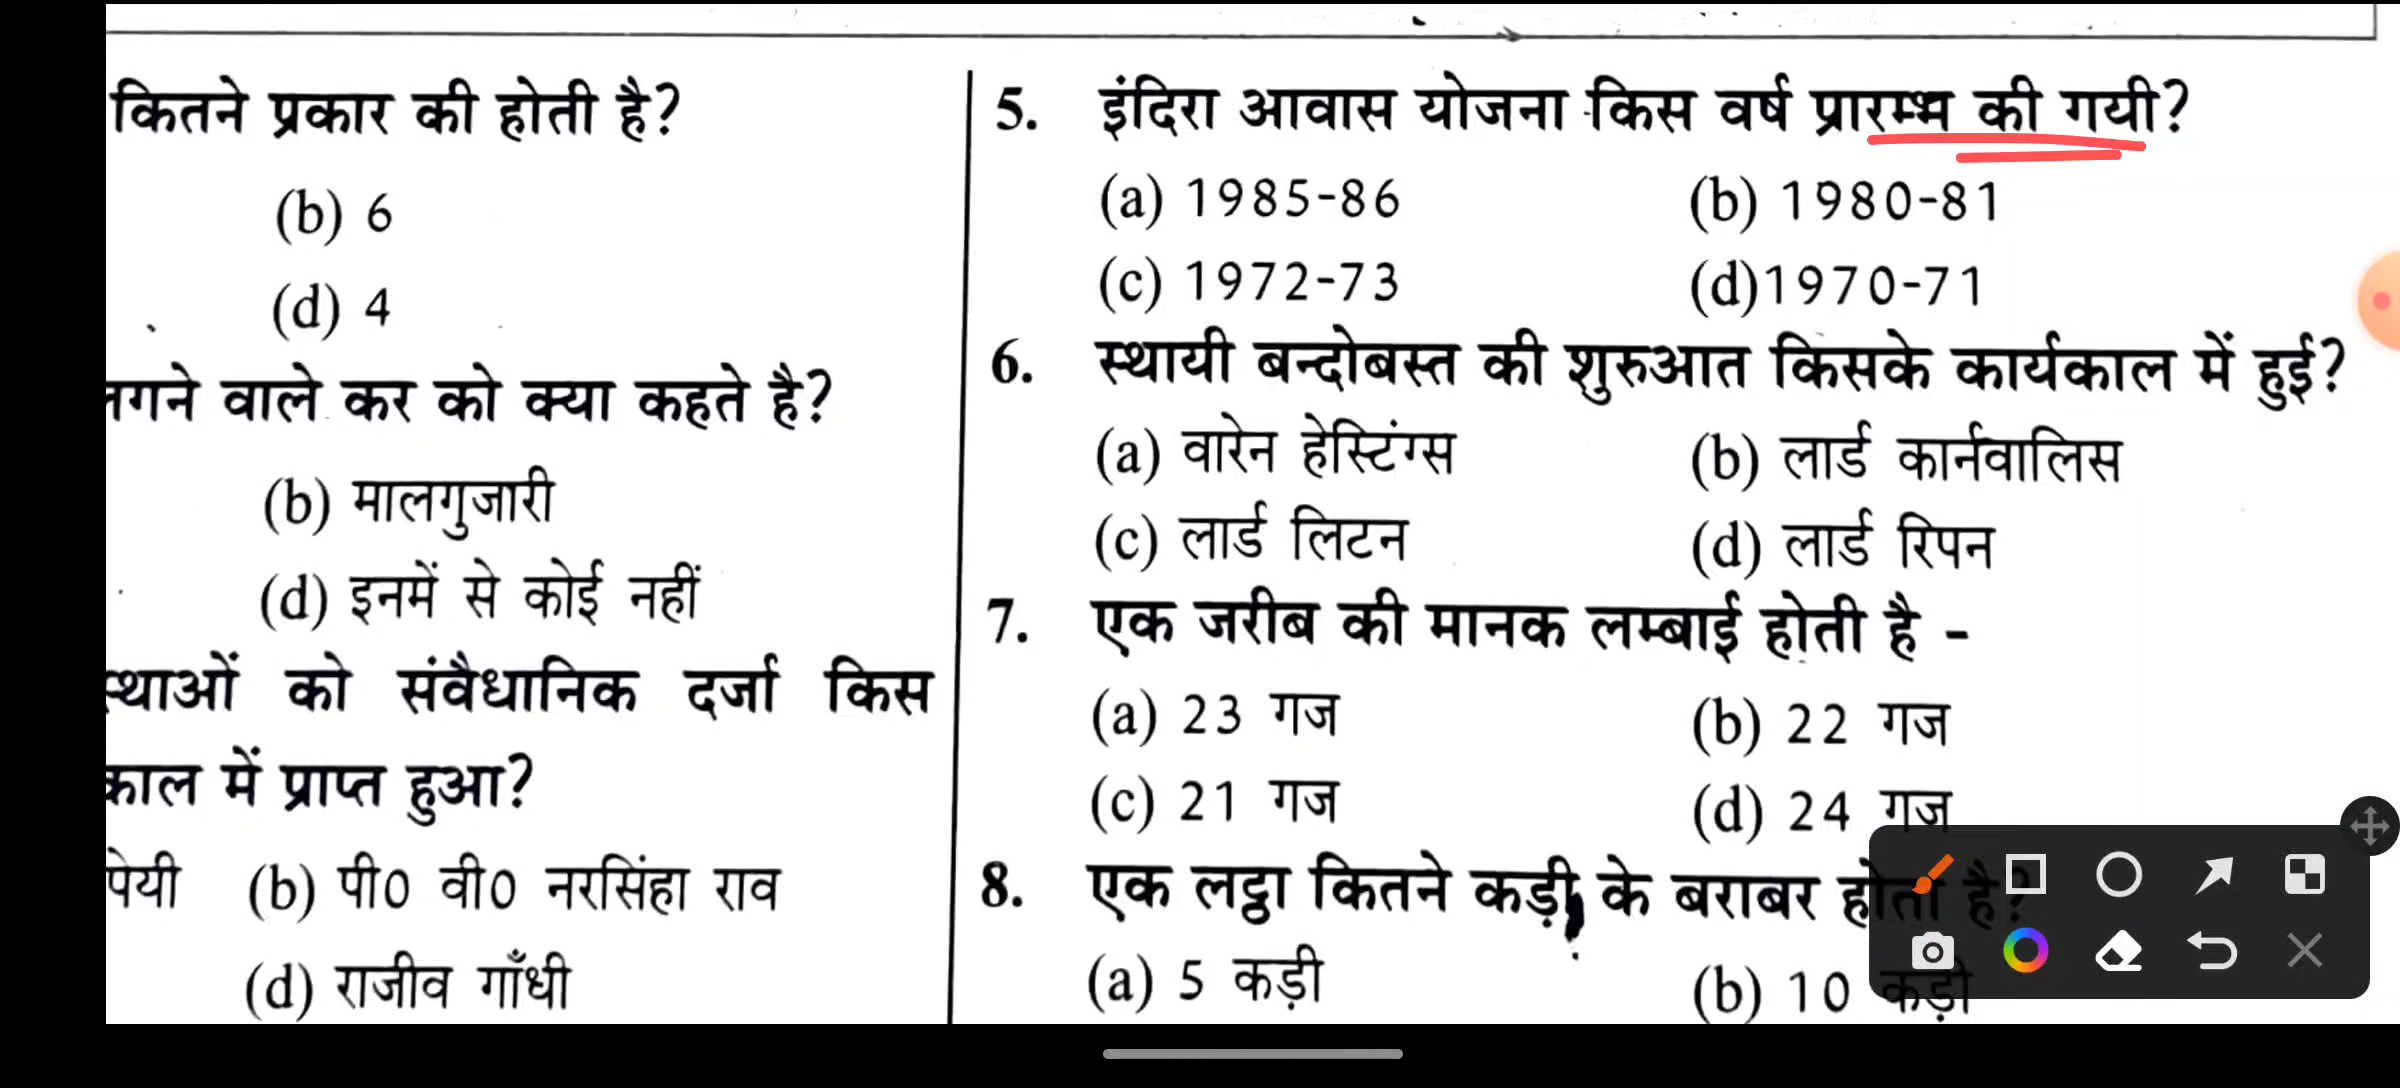 कितने प्रकार की होती है?
(b) 6
(d) 4
वाले कर को क्या कहते है?
(b) मालगुजारी
(d) इनमें से कोई नहीं
को संवैधानिक दर्जा किस
में प्राप्त हुआ?
(b) पी0 वी0 नरसिंहा राव
(d) राजीव गाँधी
5. इंदिरा आवास योजना किस वर्ष प्रारम्भ की गयी?
(a) 1985-86 (b) 1980-81
(c) 1972-73 (d)1970-71
6. स्थायी बन्दोबस्त की शुरुआत किसके कार्यकाल में हुई?
(a) वारेन हेस्टिंग्स (b) लार्ड कार्नवालिस
(c) लार्ड लिटन (d) लार्ड रिपन
7. एक जरीब की मानक लम्बाई होती है -
(a) 23 गज (b) 22 गज
(c) 21 गज (d) 24 गज
8. एक लट्ठा कितने कड़ी के बराबर होता है?
(a) 5 कड़ी (b) 10 कड़ी